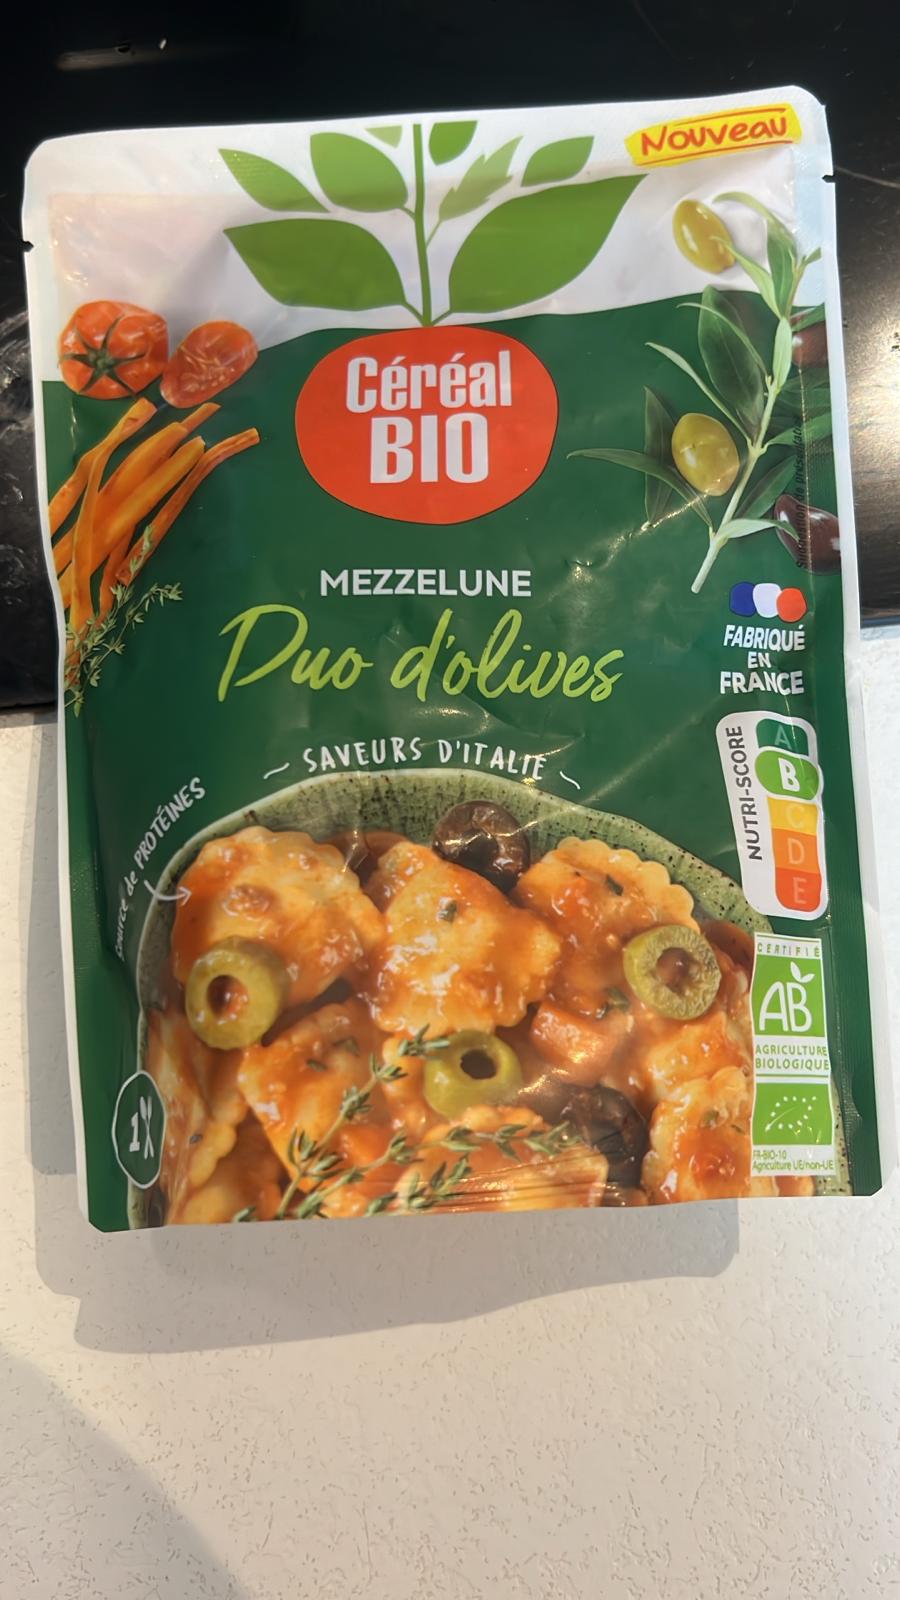 Nouveau
Céréal
BIO
MEZZELUNE
Duo d'olives
SAVEURS D'ITALIE
FABRIQUÉ
EN
FRANCE
NUTRI-SCORE
A
B
C
D
E
Source de PROTÉINES
CERTIFIÉ
AB
AGRICULTURE
BIOLOGIQUE
FR-BIO-10
Agriculture UE/non-UE
1